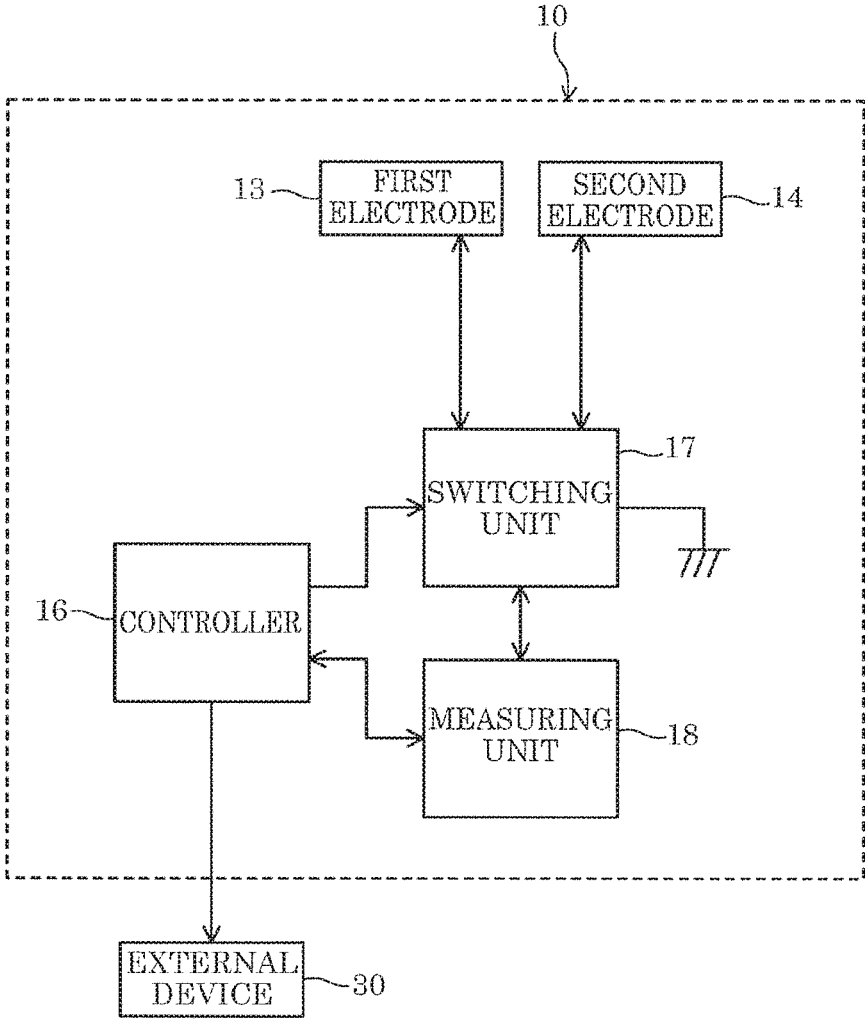 10
13
FIRST
ELECTRODE
SECOND
ELECTRODE
14
17
SWITCHING
UNIT
16
CONTROLLER
MEASURING
UNIT
18
EXTERNAL
DEVICE
30